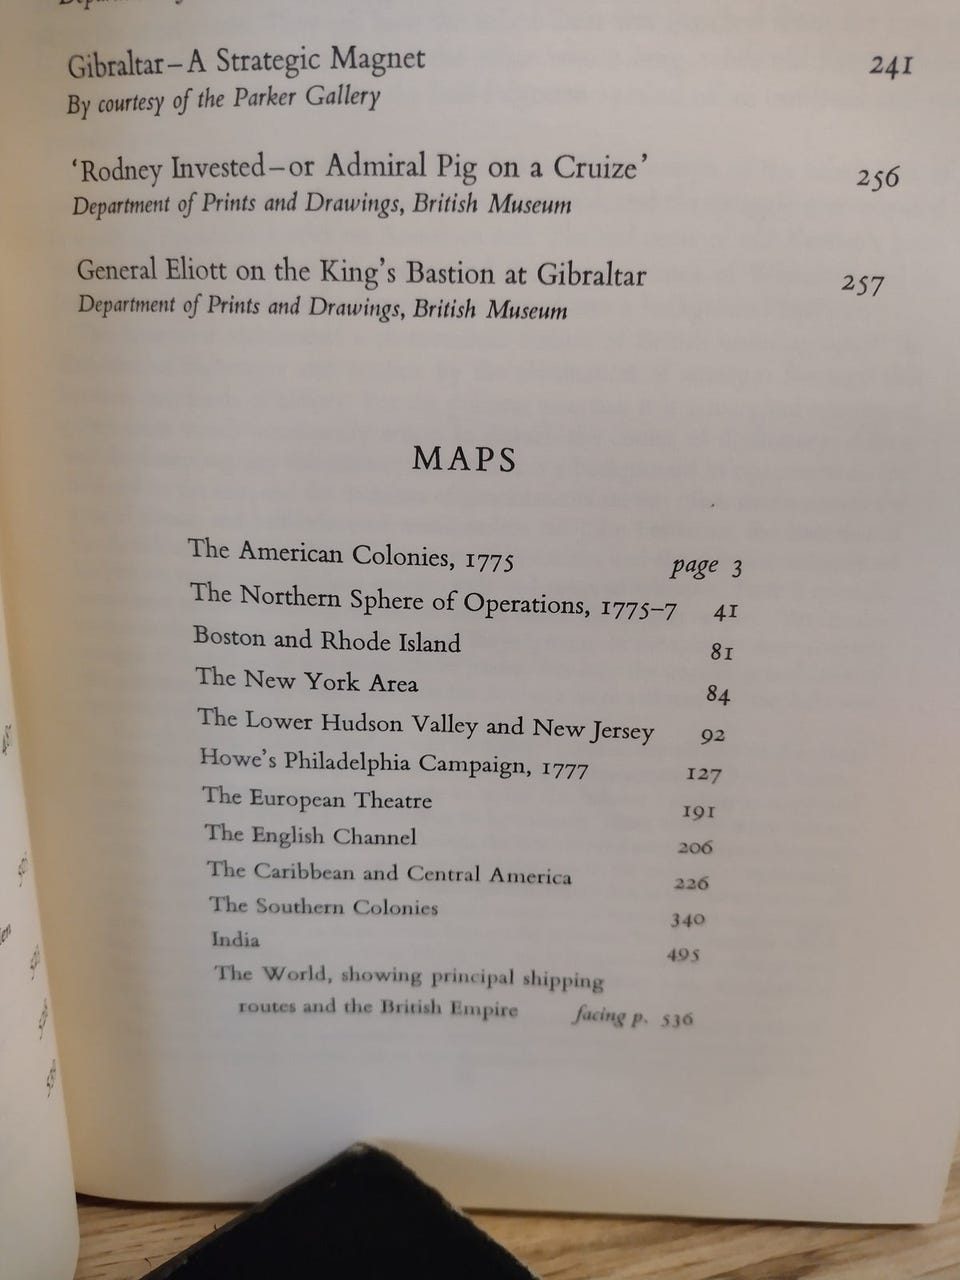 Gibraltar–A Strategic Magnet 241
By courtesy of the Parker Gallery
‘Rodney Invested–or Admiral Pig on a Cruize’ 256
Department of Prints and Drawings, British Museum
General Eliott on the King’s Bastion at Gibraltar 257
Department of Prints and Drawings, British Museum
MAPS
The American Colonies, 1775 page 3
The Northern Sphere of Operations, 1775–7 41
Boston and Rhode Island 81
The New York Area 84
The Lower Hudson Valley and New Jersey 92
Howe’s Philadelphia Campaign, 1777 127
The European Theatre 191
The English Channel 206
The Caribbean and Central America 226
The Southern Colonies 340
India 495
The World, showing principal shipping
routes and the British Empire facing p. 536